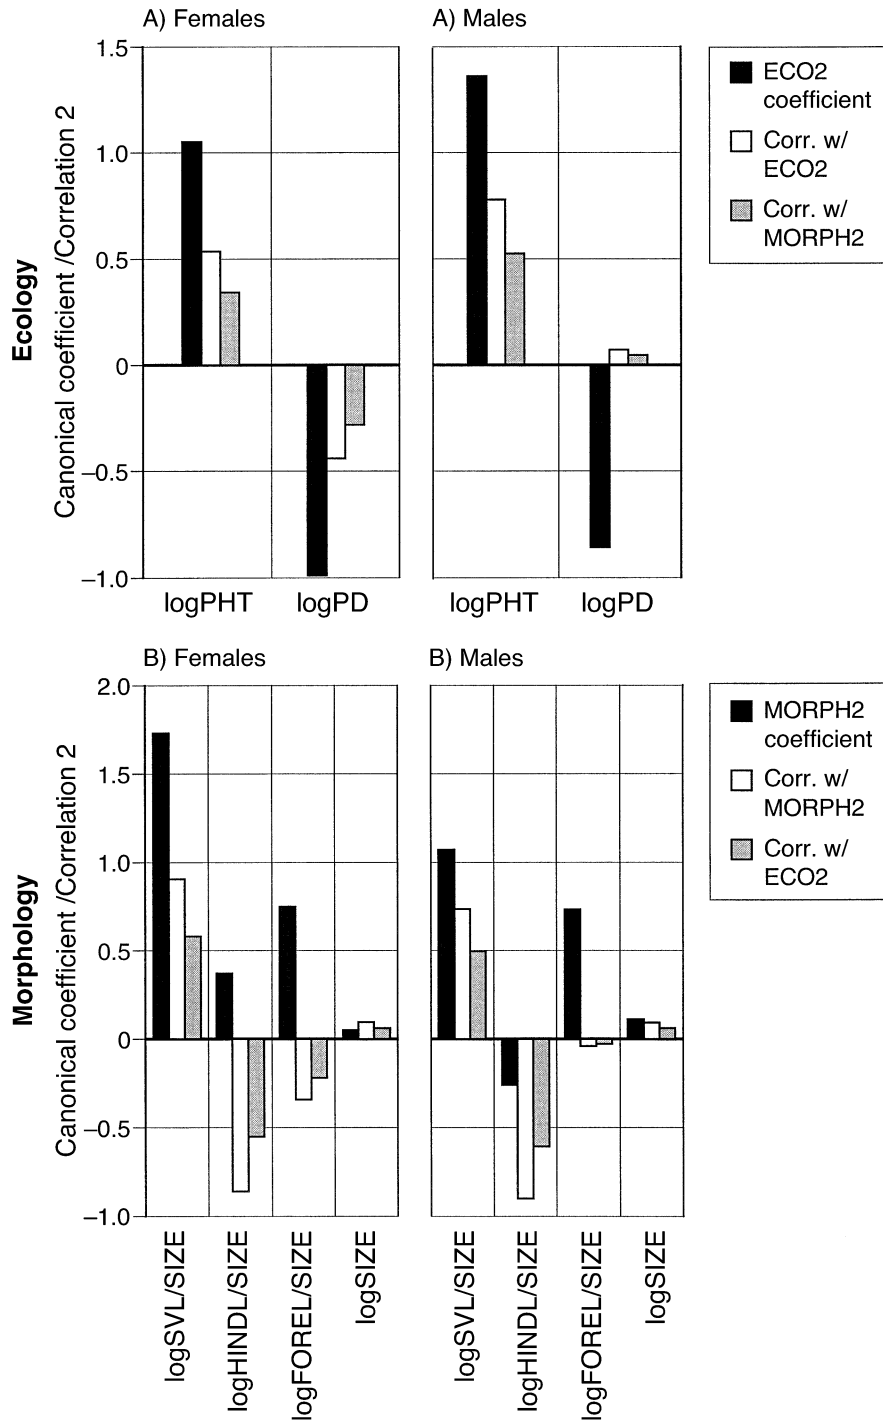 A) Females
A) Males
1.5
1.0
0.5
0
−0.5
−1.0
Ecology
Canonical coefficient /Correlation 2
logPHT
logPD
logPHT
logPD
ECO2
coefficient
Corr. w/
ECO2
Corr. w/
MORPH2
B) Females
B) Males
2.0
1.5
1.0
0.5
0
−0.5
−1.0
Morphology
Canonical coefficient /Correlation 2
logSVL/SIZE
logHINDL/SIZE
logFOREL/SIZE
logSIZE
logSVL/SIZE
logHINDL/SIZE
logFOREL/SIZE
logSIZE
MORPH2
coefficient
Corr. w/
MORPH2
Corr. w/
ECO2